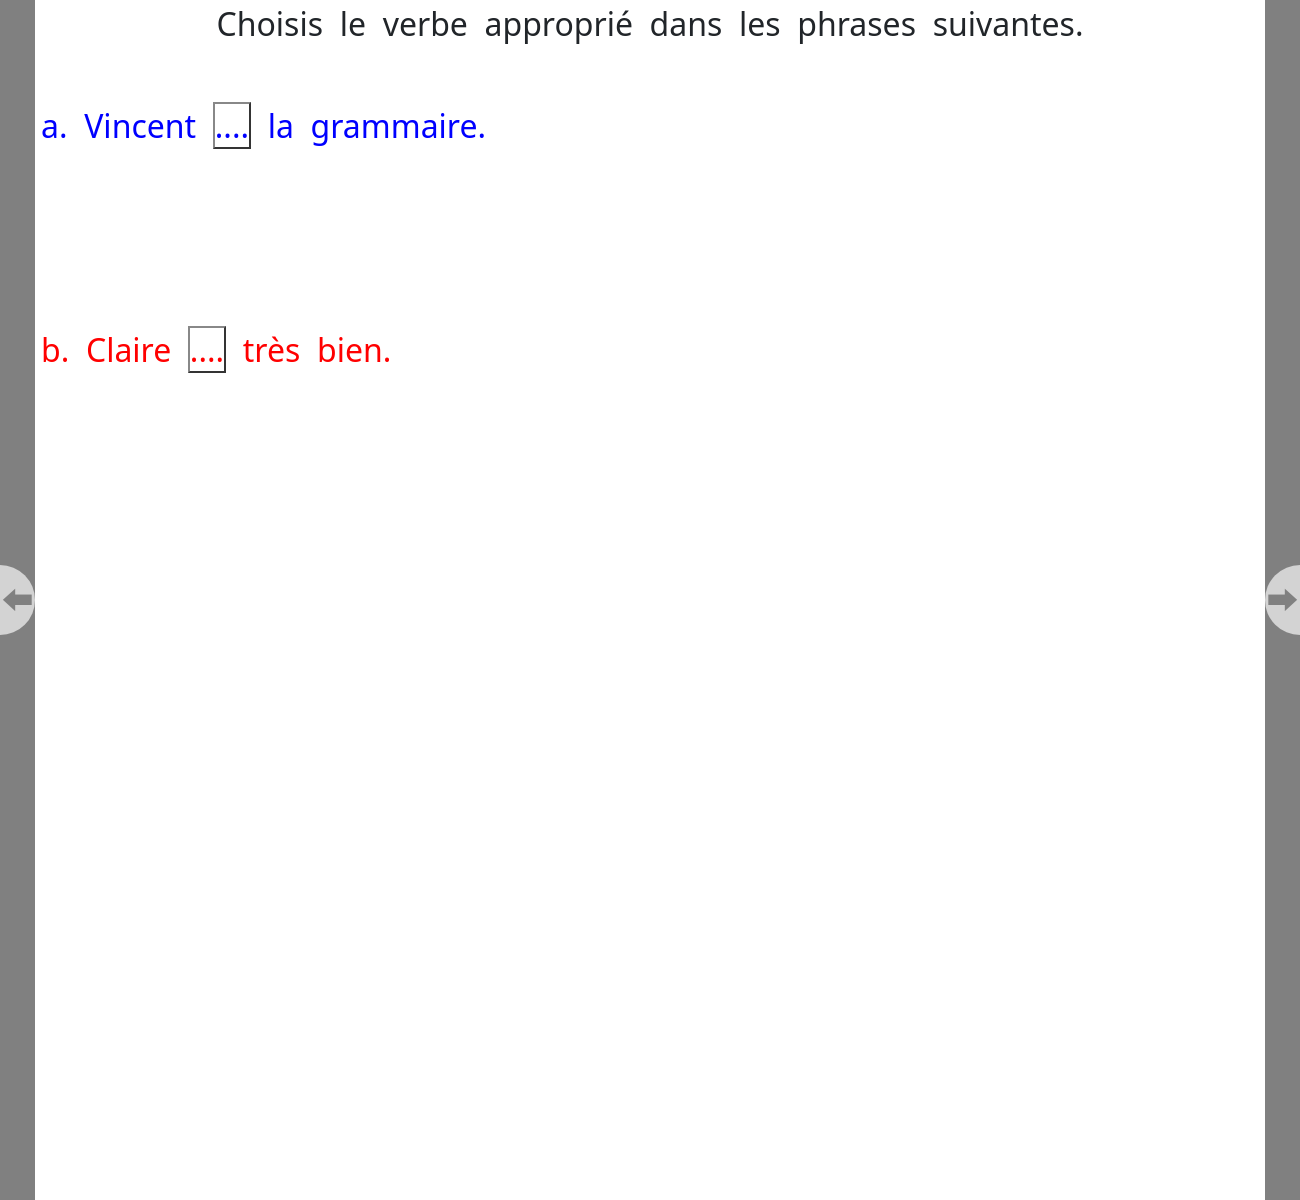 Choisis le verbe approprié dans les phrases suivantes.
a. Vincent .... la grammaire.
b. Claire .... très bien.